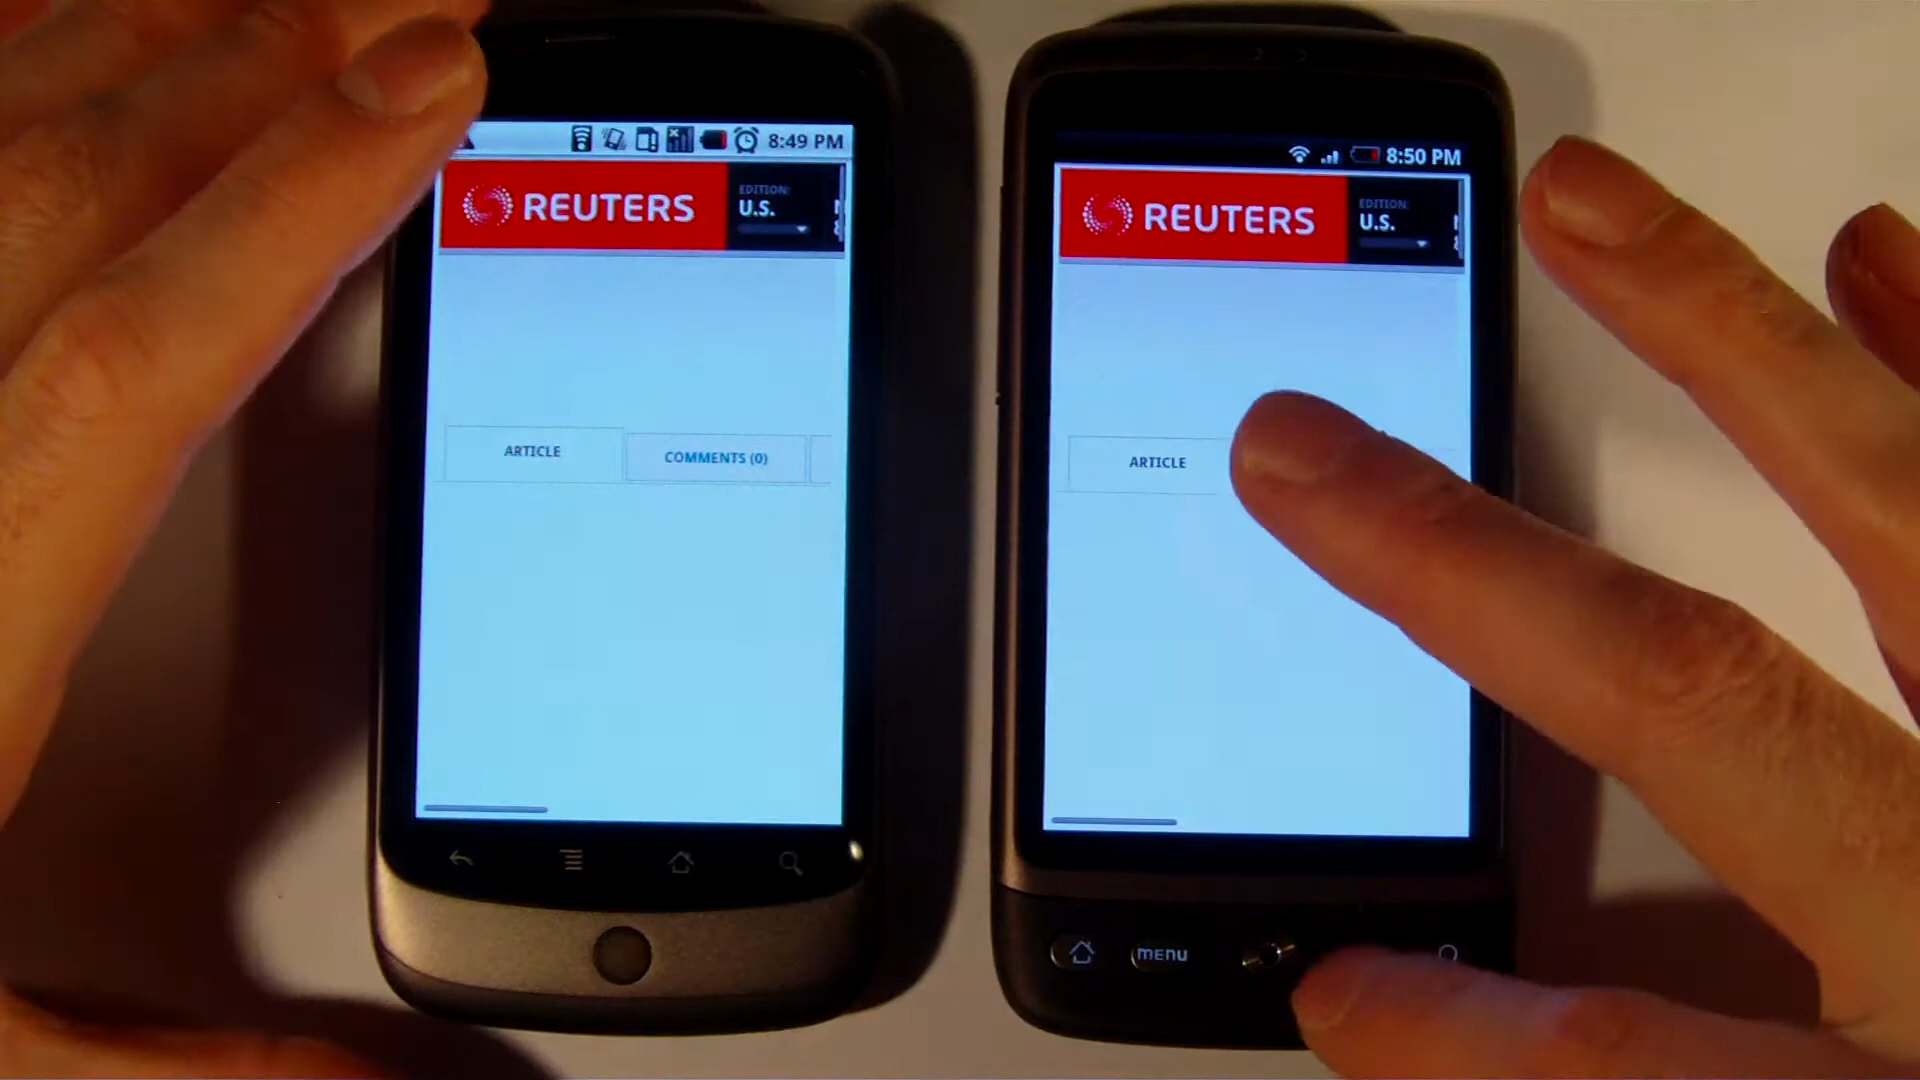 8:49 PM
REUTERS
EDITION:
U.S.
ARTICLE
COMMENTS (0)
8:50 PM
REUTERS
EDITION:
U.S.
ARTICLE
menu